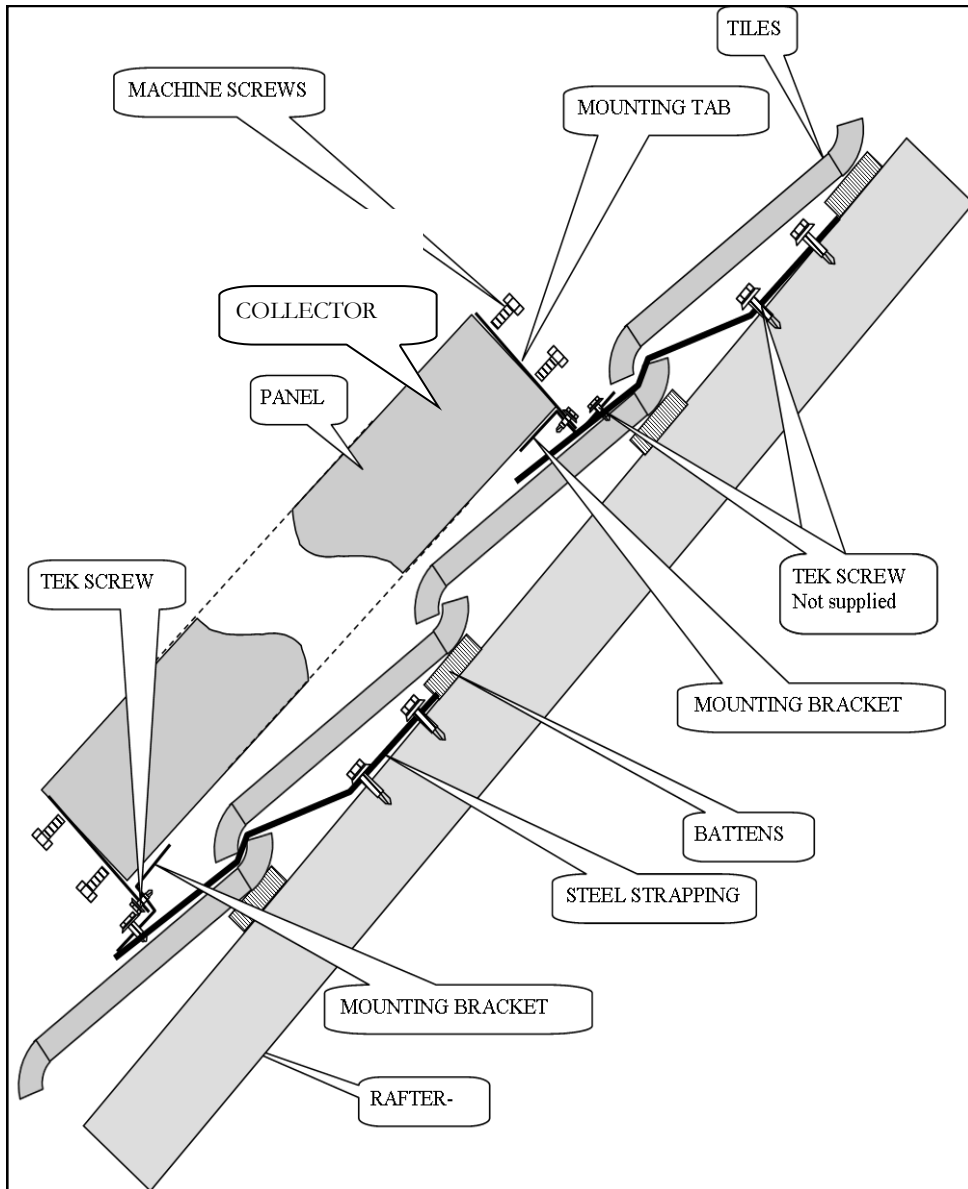 TILES
MACHINE SCREWS
MOUNTING TAB
COLLECTOR
PANEL
TEK SCREW
TEK SCREW
Not supplied
MOUNTING BRACKET
BATTENS
STEEL STRAPPING
MOUNTING BRACKET
RAFTER-